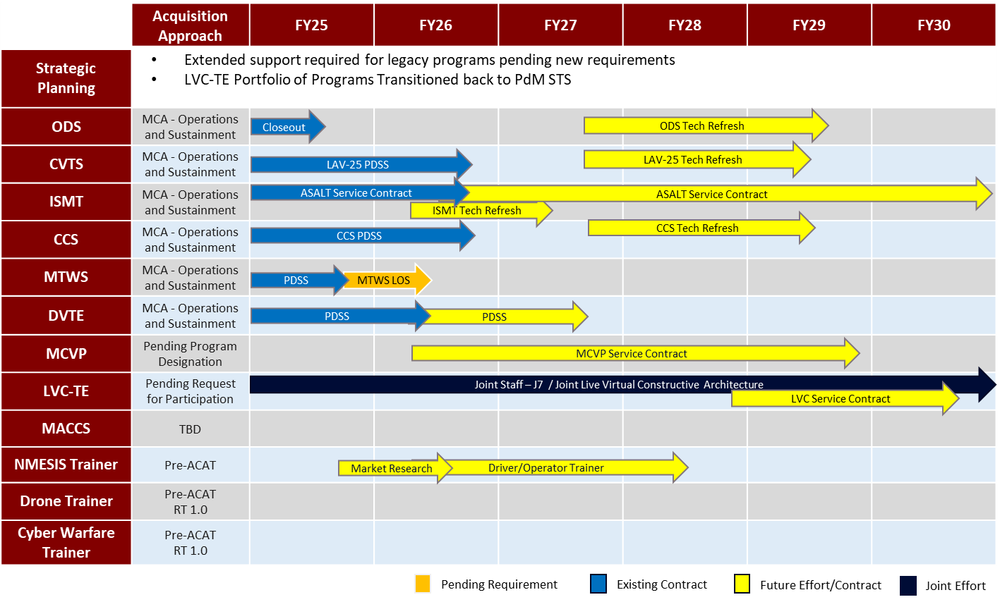 Acquisition
Approach
FY25
FY26
FY27
FY28
FY29
FY30
Strategic
Planning
• Extended support required for legacy programs pending new requirements
• LVC-TE Portfolio of Programs Transitioned back to PdM STS
ODS
MCA - Operations
and Sustainment
Closeout
ODS Tech Refresh
CVTS
MCA - Operations
and Sustainment
LAV-25 PDSS
LAV-25 Tech Refresh
ISMT
MCA - Operations
and Sustainment
ASALT Service Contract
ASALT Service Contract
ISMT Tech Refresh
CCS
MCA - Operations
and Sustainment
CCS PDSS
CCS Tech Refresh
MTWS
MCA - Operations
and Sustainment
PDSS
MTWS LOS
DVTE
MCA - Operations
and Sustainment
PDSS
PDSS
MCVP
Pending Program
Designation
MCVP Service Contract
LVC-TE
Pending Request
for Participation
Joint Staff – J7 / Joint Live Virtual Constructive Architecture
LVC Service Contract
MACCS
TBD
NMESIS Trainer
Pre-ACAT
Market Research
Driver/Operator Trainer
Drone Trainer
Pre-ACAT
RT 1.0
Cyber Warfare
Trainer
Pre-ACAT
RT 1.0
Pending Requirement
Existing Contract
Future Effort/Contract
Joint Effort